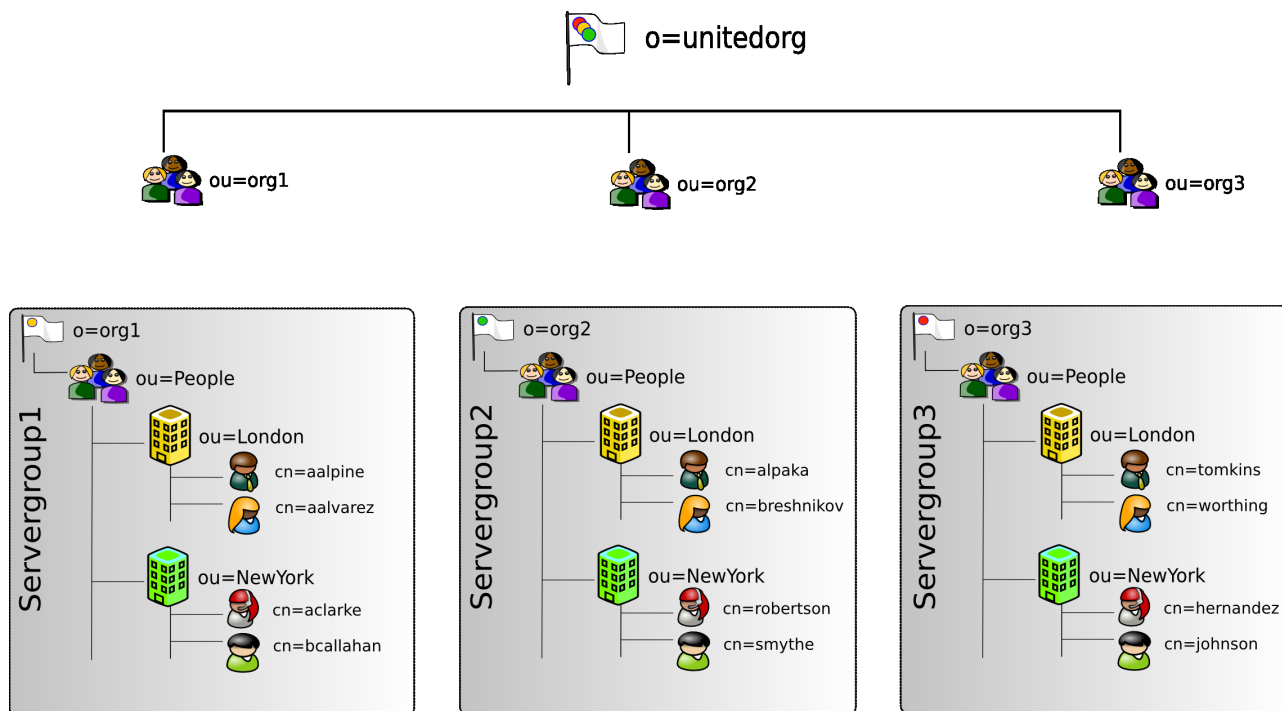 o=unitedorg
ou=org1
ou=org2
ou=org3
Servergroup1
o=org1
ou=People
ou=London
cn=aalpine
cn=aalvarez
ou=NewYork
cn=aclarke
cn=bcallahan
Servergroup2
o=org2
ou=People
ou=London
cn=alpaka
cn=breshnikov
ou=NewYork
cn=robertson
cn=smythe
Servergroup3
o=org3
ou=People
ou=London
cn=tomkins
cn=worthing
ou=NewYork
cn=hernandez
cn=johnson